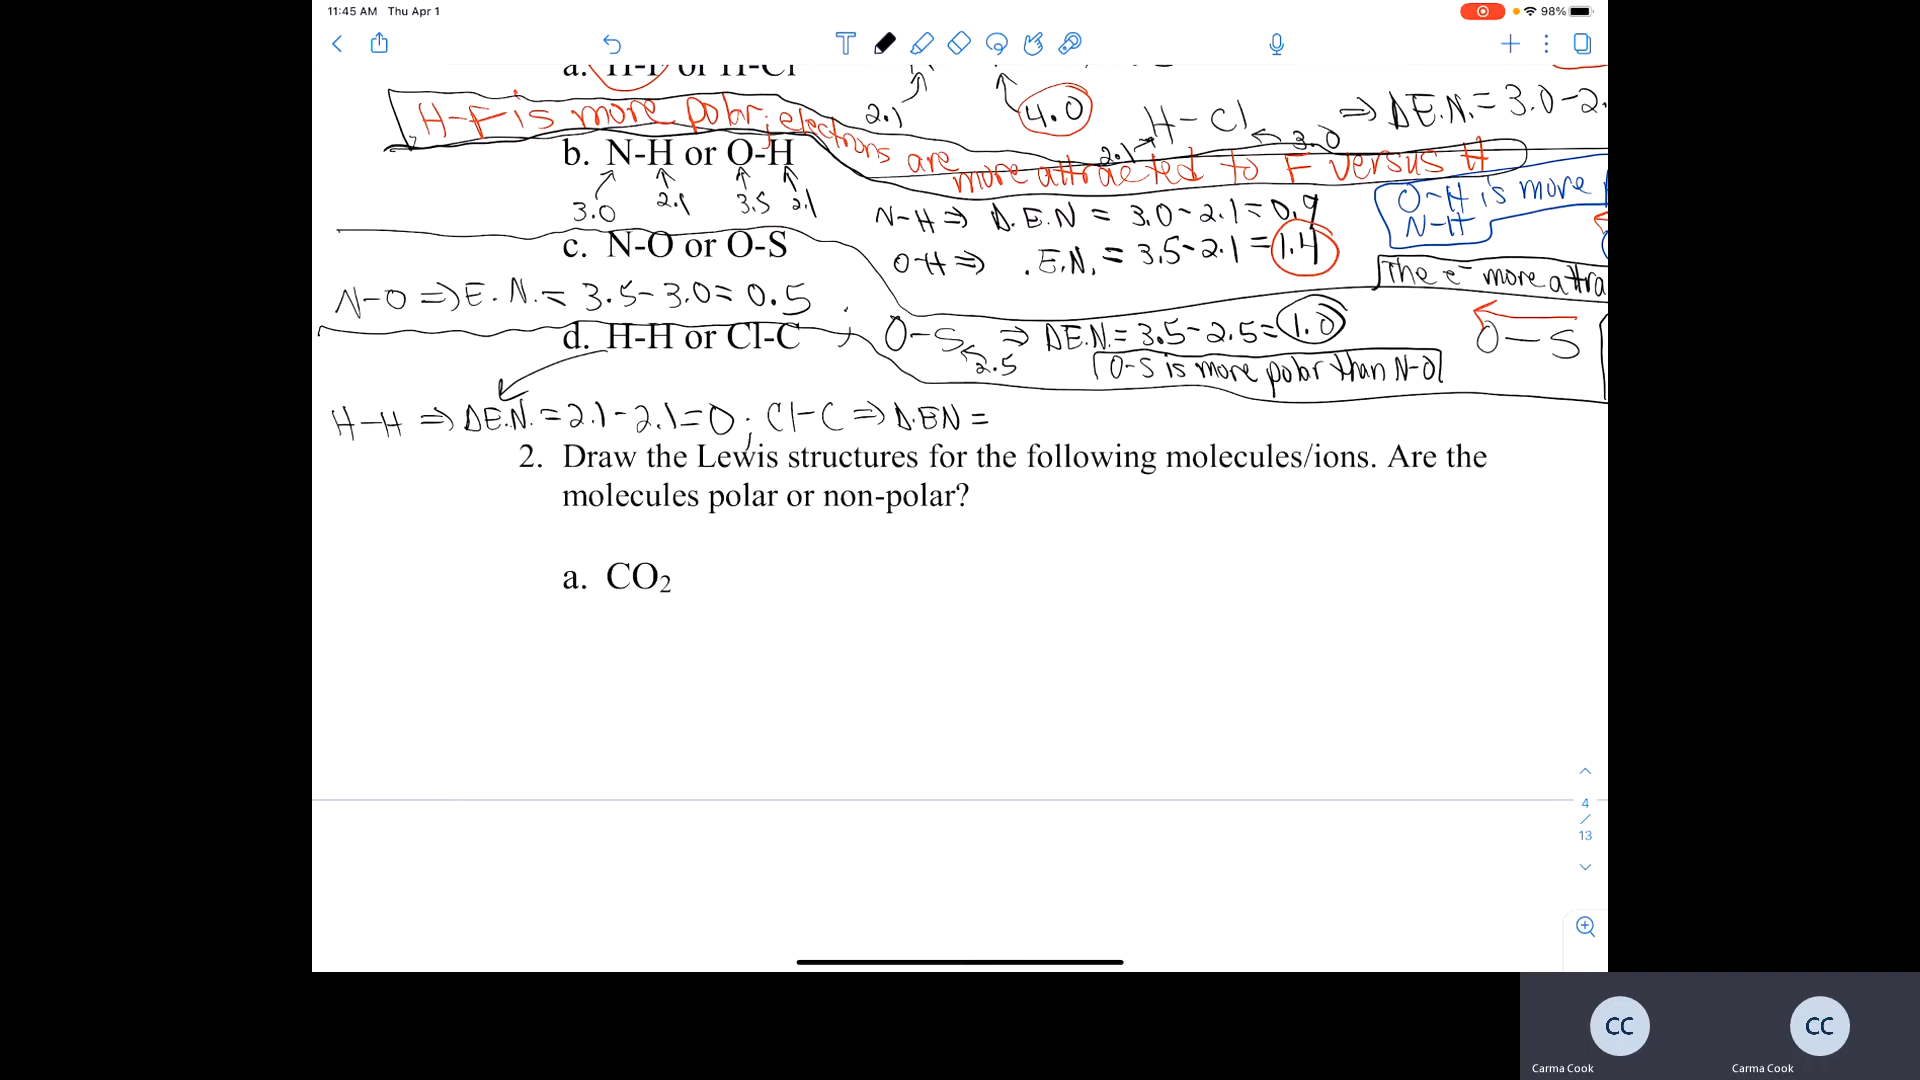 11:45 AM Thu Apr 1
98%
a. H-F or H-Cl
H-F is more polar; electrons are more attracted to F versus H
2.1
4.0
H-Cl
2.1
3.0
⇒ ΔE.N. = 3.0-2.
b. N-H or O-H
3.0 2.1 3.5 2.1
N-H ⇒ Δ.E.N = 3.0-2.1=0.9
O-H ⇒ .E.N. = 3.5-2.1=1.4
O-H is more
N-H
The e⁻ more attra
c. N-O or O-S
N-O ⇒ E.N. = 3.5-3.0= 0.5 ;
O-S ⇒ ΔE.N.= 3.5-2.5= 1.0
2.5
O-S is more polar than N-O
O-S
d. H-H or Cl-C
H-H ⇒ ΔE.N. = 2.1-2.1=0 ; Cl-C ⇒ Δ.EN =
2. Draw the Lewis structures for the following molecules/ions. Are the
molecules polar or non-polar?
a. CO₂
4
/
13
CC CC
Carma Cook Carma Cook